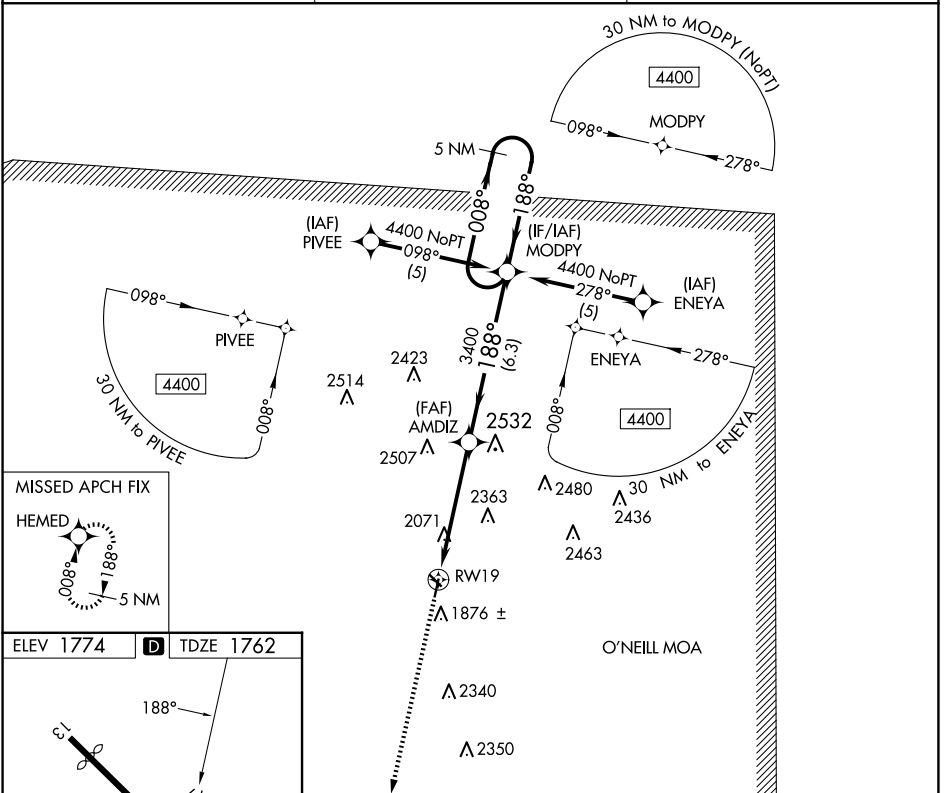 30 NM to MODPY (NoPT)
4400
MODPY
098°
278°
5 NM
008°
188°
(IAF)
PIVEE
4400 NoPT
098°
(5)
(IF/IAF)
MODPY
4400 NoPT
278°
(5)
(IAF)
ENEYA
098°
PIVEE
4400
008°
30 NM to PIVEE
ENEYA
278°
008°
4400
30 NM to ENEYA
3400
188°
(6.3)
2423
2514
(FAF)
AMDIZ
2532
2507
2480
2436
2363
2071
2463
MISSED APCH FIX
HEMED
008°
188°
5 NM
RW19
1876 ±
O'NEILL MOA
2340
2350
ELEV 1774
D
TDZE 1762
188°
13